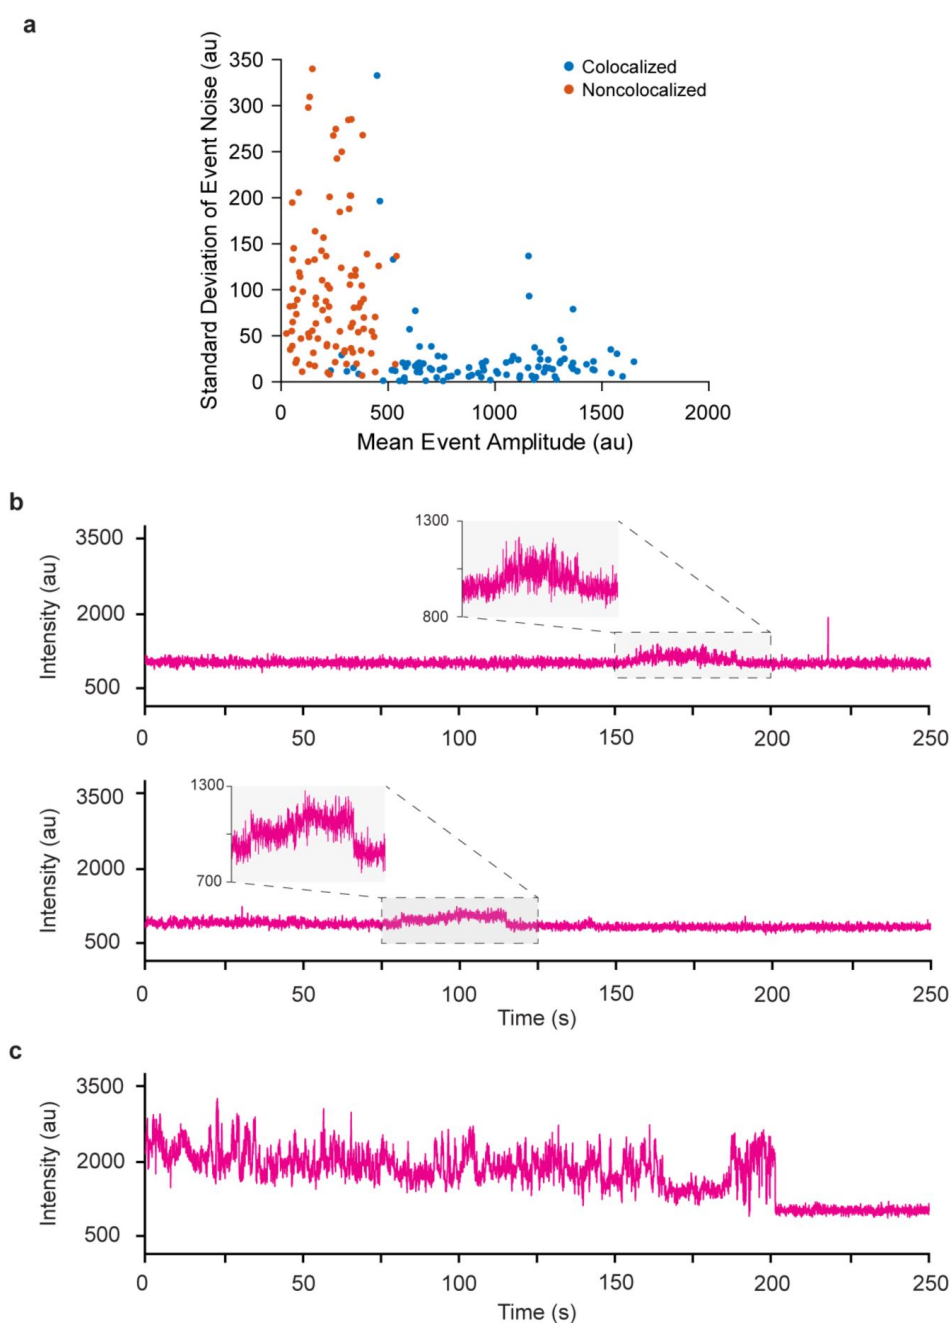 a
Standard Deviation of Event Noise (au)
350
300
250
200
150
100
50
0
Colocalized
Noncolocalized
0 500 1000 1500 2000
Mean Event Amplitude (au)
b
Intensity (au)
3500
2000
500
1300
800
0 50 100 150 200 250
Intensity (au)
3500
2000
500
1300
700
0 50 100 150 200 250
Time (s)
c
Intensity (au)
3500
2000
500
0 50 100 150 200 250
Time (s)